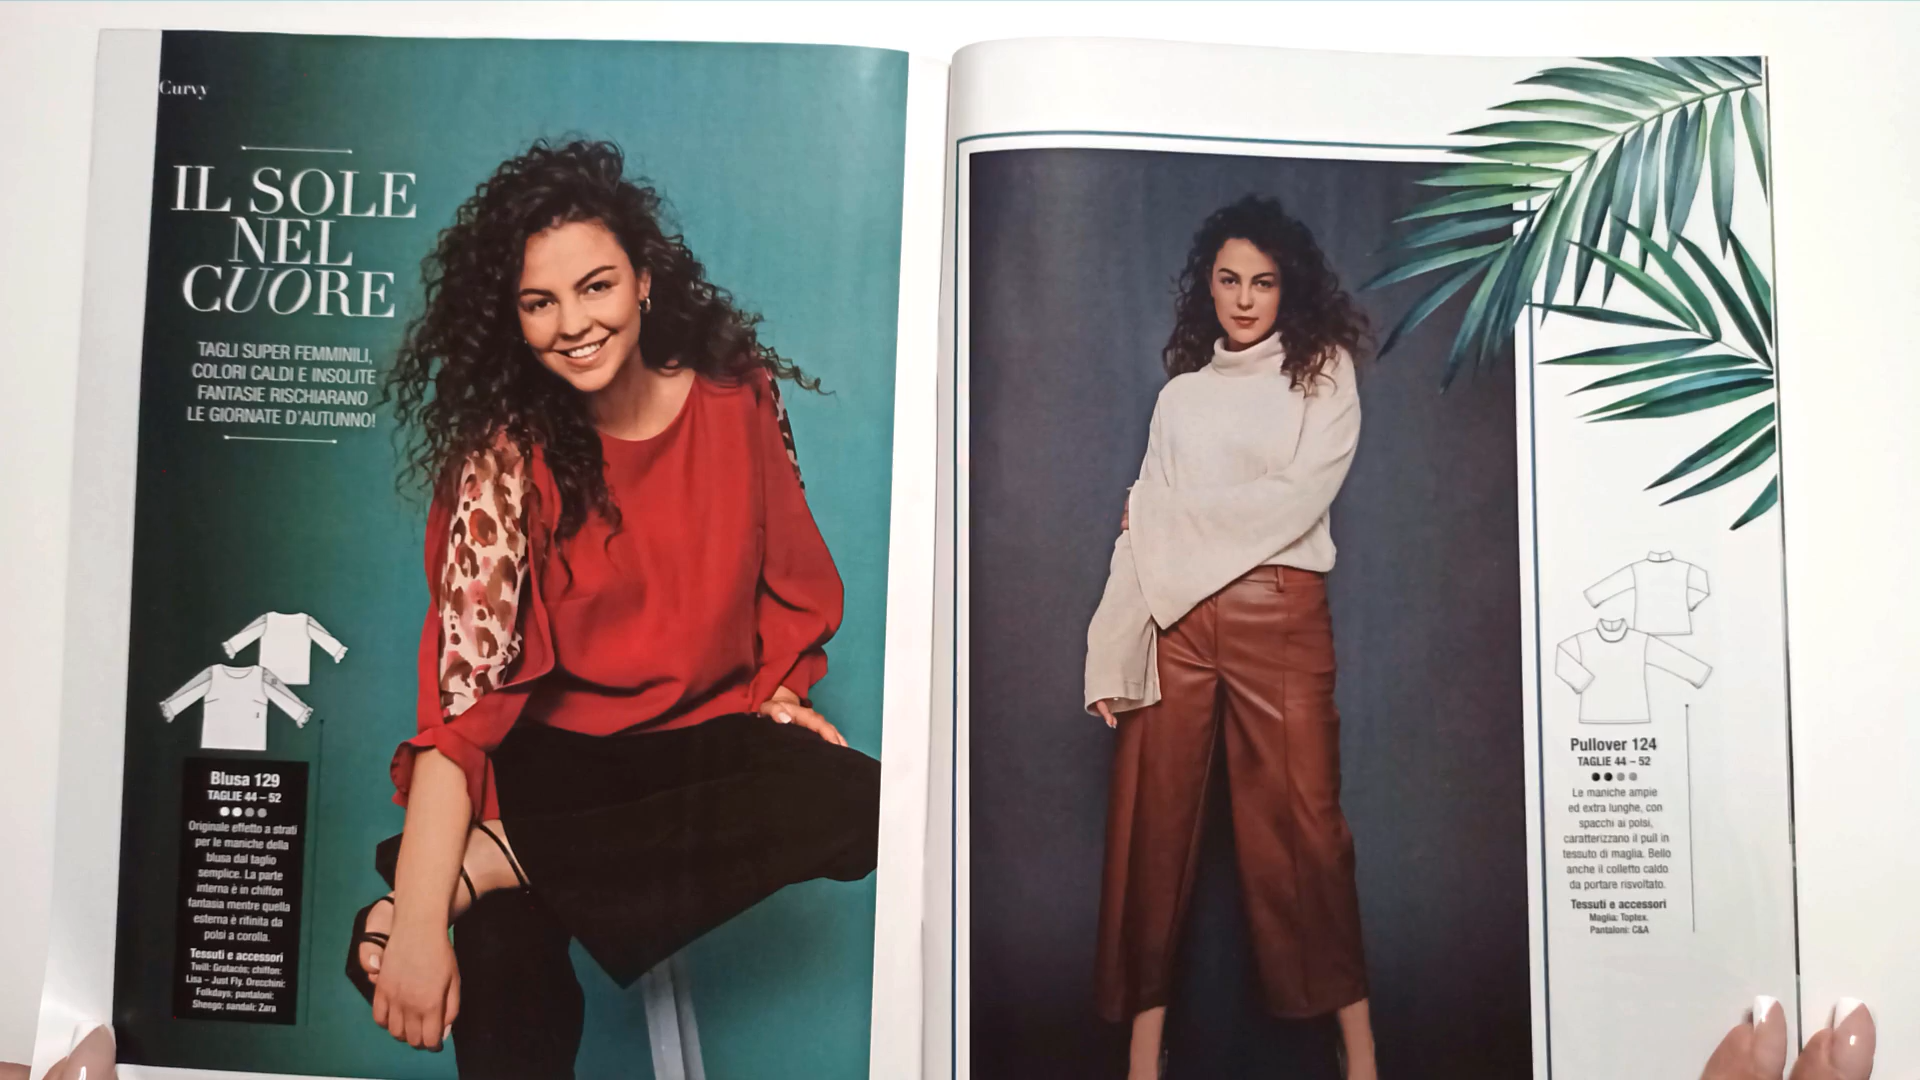 Curvy
IL SOLE
NEL
CUORE
TAGLI SUPER FEMMINILI,
COLORI CALDI E INSOLITE
FANTASIE RISCHIARANO
LE GIORNATE D'AUTUNNO!
Blusa 129
TAGLIE 44 – 52
Originale effetto a strati
per le maniche della
blusa dal taglio
semplice. La parte
interna è in chiffon
fantasia mentre quella
esterna è rifinita da
polsi a corolla.
Tessuti e accessori
Twill: Gratacós; chiffon:
Lisa – Just Fly. Orecchini:
Folkdays; pantaloni:
Sheego; sandali: Zara
Pullover 124
TAGLIE 44 – 52
Le maniche ampie
ed extra lunghe, con
spacchi ai polsi,
caratterizzano il pull in
tessuto di maglia. Bello
anche il colletto caldo
da portare risvoltato.
Tessuti e accessori
Maglia: Toptex.
Pantaloni: C&A